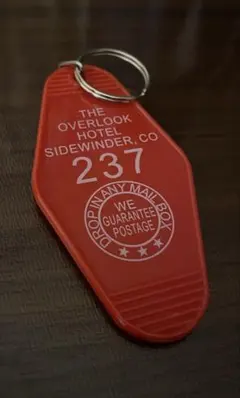 THE
OVERLOOK
HOTEL
SIDEWINDER, CO
237
DROP IN ANY MAIL BOX
WE
GUARANTEE
POSTAGE